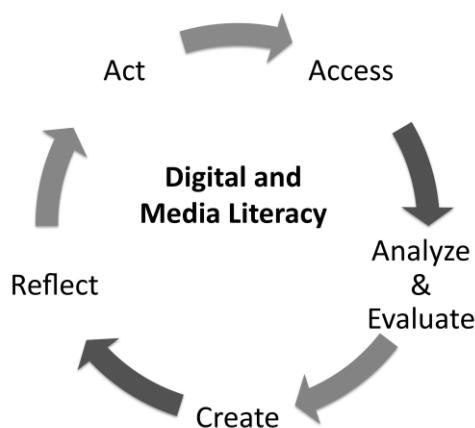 Act
Access
Digital and
Media Literacy
Analyze
&
Evaluate
Reflect
Create